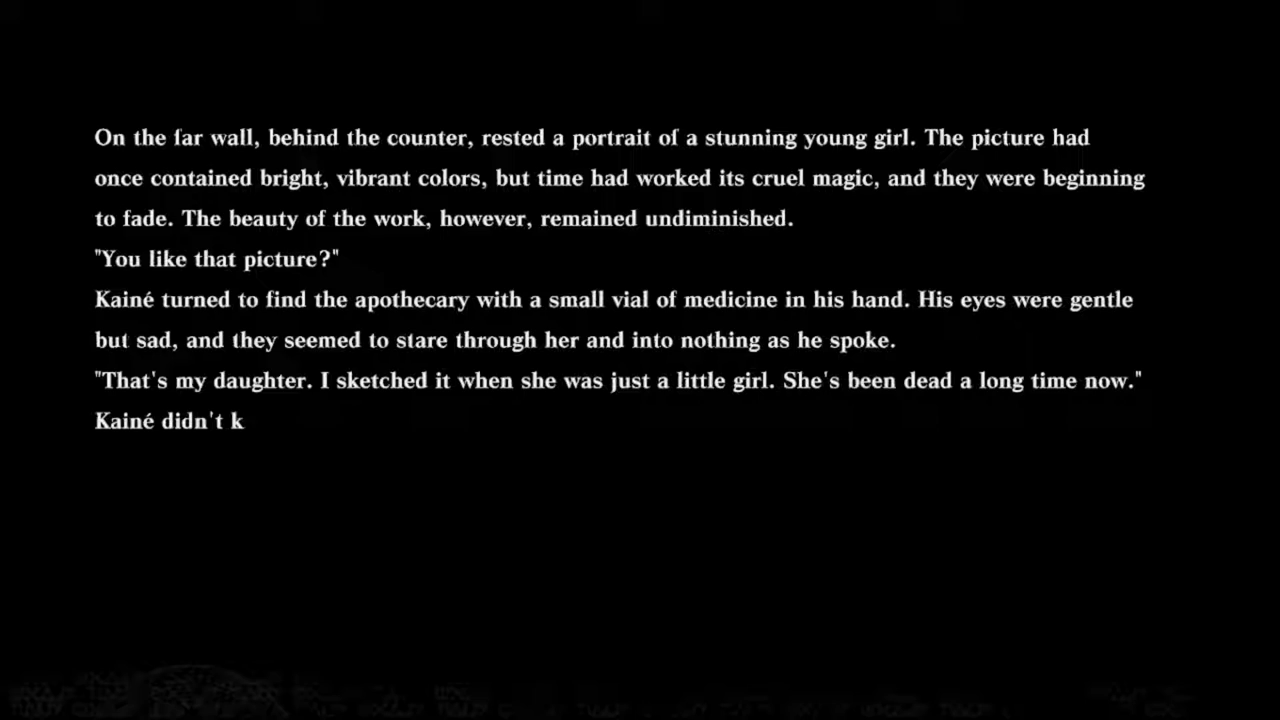 On the far wall, behind the counter, rested a portrait of a stunning young girl. The picture had
once contained bright, vibrant colors, but time had worked its cruel magic, and they were beginning
to fade. The beauty of the work, however, remained undiminished.
"You like that picture?"
Kainé turned to find the apothecary with a small vial of medicine in his hand. His eyes were gentle
but sad, and they seemed to stare through her and into nothing as he spoke.
"That's my daughter. I sketched it when she was just a little girl. She's been dead a long time now."
Kainé didn't k